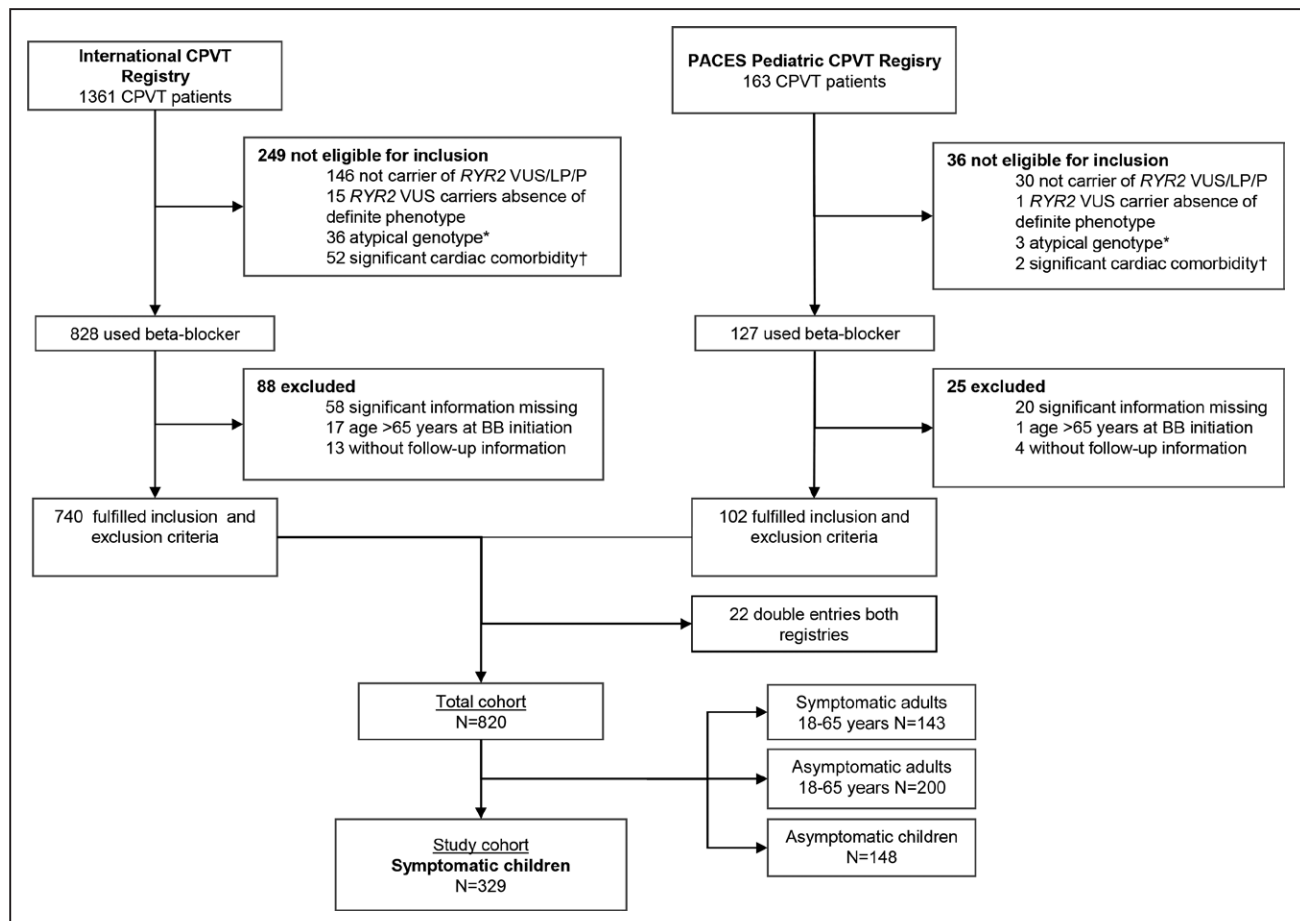 International CPVT
Registry
1361 CPVT patients
PACES Pediatric CPVT Regisry
163 CPVT patients
249 not eligible for inclusion
146 not carrier of RYR2 VUS/LP/P
15 RYR2 VUS carriers absence of
definite phenotype
36 atypical genotype*
52 significant cardiac comorbidity†
36 not eligible for inclusion
30 not carrier of RYR2 VUS/LP/P
1 RYR2 VUS carrier absence of
definite phenotype
3 atypical genotype*
2 significant cardiac comorbidity†
828 used beta-blocker
127 used beta-blocker
88 excluded
58 significant information missing
17 age >65 years at BB initiation
13 without follow-up information
25 excluded
20 significant information missing
1 age >65 years at BB initiation
4 without follow-up information
740 fulfilled inclusion and
exclusion criteria
102 fulfilled inclusion and
exclusion criteria
22 double entries both
registries
Total cohort
N=820
Symptomatic adults
18-65 years N=143
Asymptomatic adults
18-65 years N=200
Asymptomatic children
N=148
Study cohort
Symptomatic children
N=329